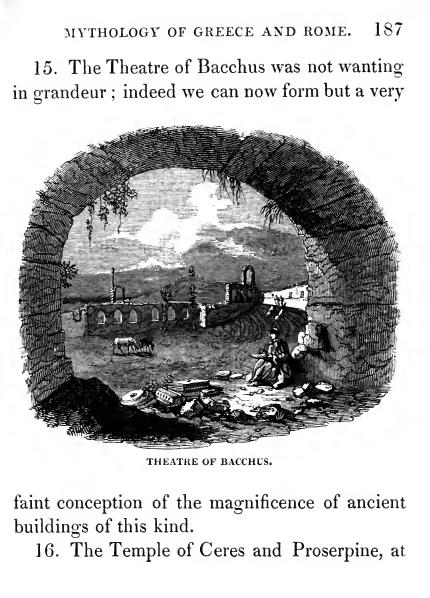 MYTHOLOGY OF GREECE AND ROME. 187
15. The Theatre of Bacchus was not wanting
in grandeur; indeed we can now form but a very
THEATRE OF BACCHUS.
faint conception of the magnificence of ancient
buildings of this kind.
16. The Temple of Ceres and Proserpine, at